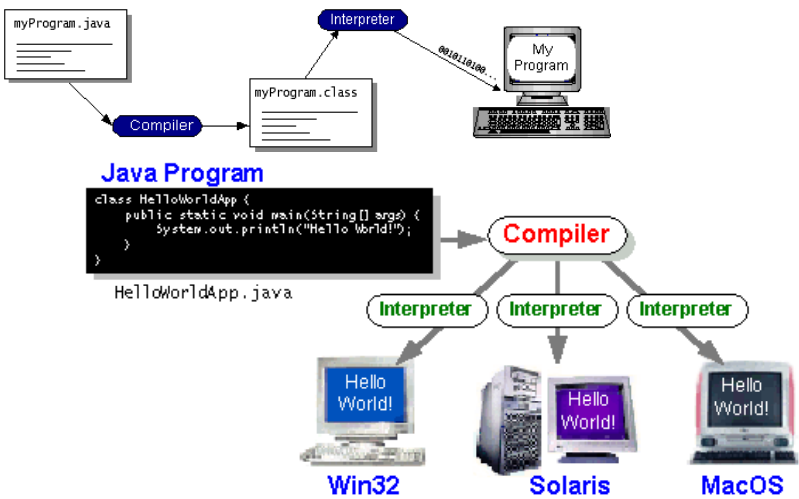 myProgram.java
Interpreter
My
Program
0010110100...
myProgram.class
Compiler
Java Program
class HelloWorldApp {
public static void main(String[] args) {
System.out.println("Hello World!");
}
}
HelloWorldApp.java
Compiler
Interpreter
Interpreter
Interpreter
Hello
World!
Hello
World!
Hello
World!
Win32
Solaris
MacOS